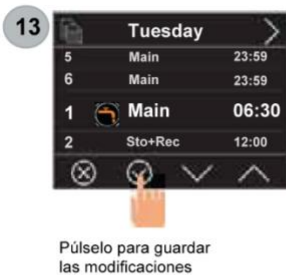 13
Tuesday
5 Main 23:59
6 Main 23:59
1 Main 06:30
2 Sto+Rec 12:00
Púlselo para guardar
las modificaciones